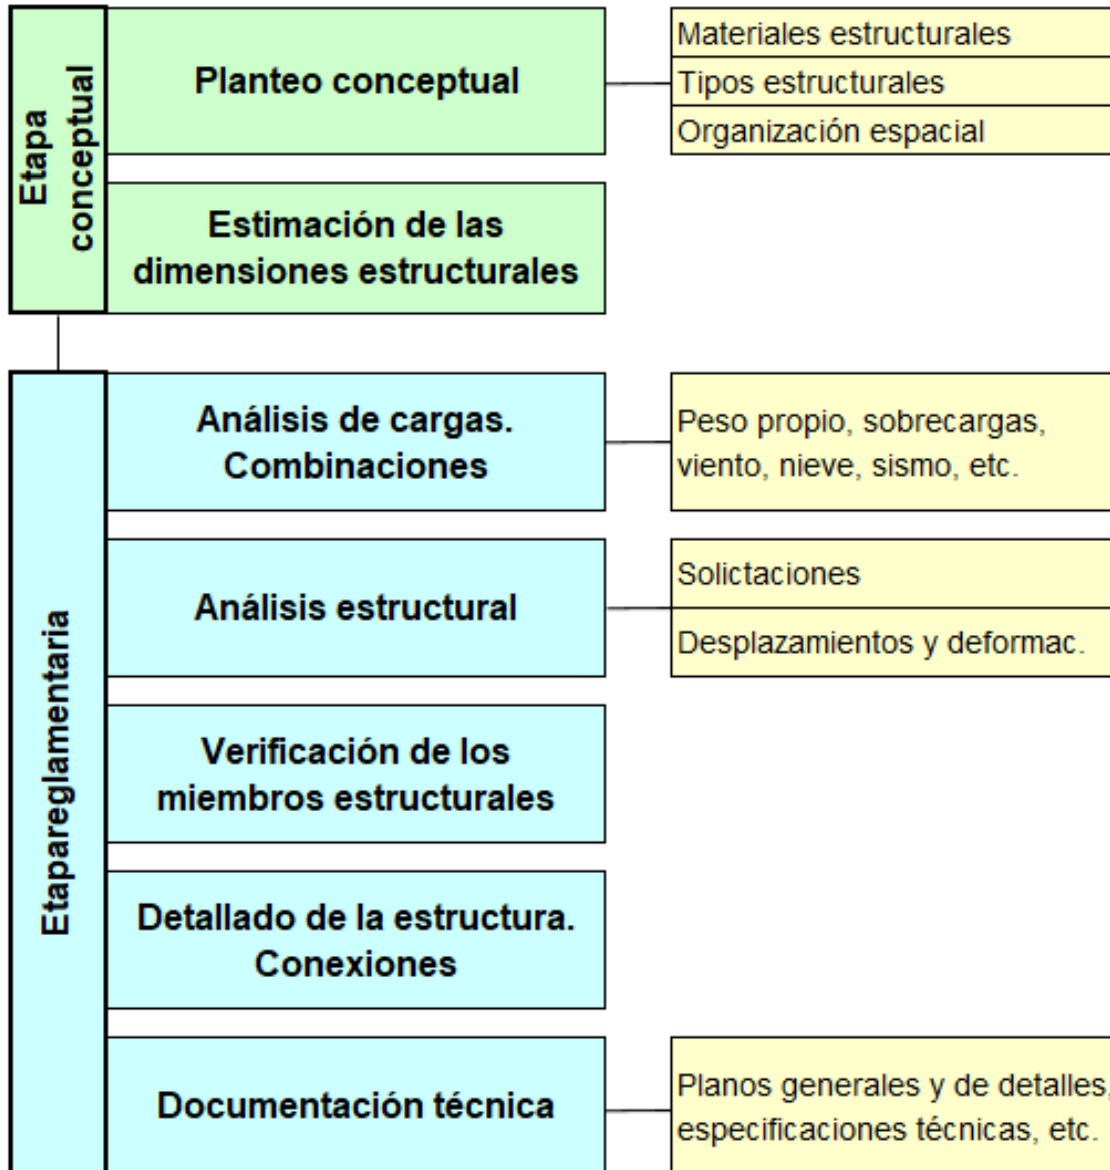 Etapa
conceptual
Planteo conceptual
Materiales estructurales
Tipos estructurales
Organización espacial
Estimación de las
dimensiones estructurales
Etapareglamentaria
Análisis de cargas.
Combinaciones
Peso propio, sobrecargas,
viento, nieve, sismo, etc.
Análisis estructural
Solictaciones
Desplazamientos y deformac.
Verificación de los
miembros estructurales
Detallado de la estructura.
Conexiones
Documentación técnica
Planos generales y de detalles,
especificaciones técnicas, etc.